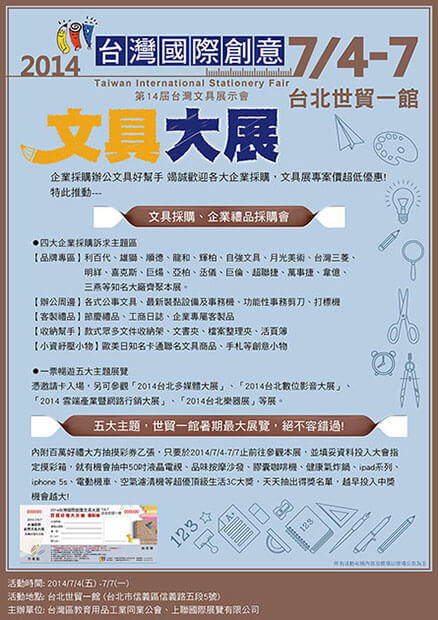 2014
台灣國際創意
7/4-7
Taiwan International Stationery Fair
第14屆台灣文具展示會
台北世貿一館
文具大展
企業採購辦公文具好幫手 竭誠歡迎各大企業採購，文具展專案價超低優惠!
特此推動---
文具採購、企業禮品採購會
●四大企業採購訴求主題區
【品牌專區】利百代、雄獅、順德、龍和、輝柏、自強文具、月光美術、台灣三菱、
明祥、喜克斯、巨煬、亞柏、丞儀、巨倫、超聯捷、萬事捷、韋億、
三燕等知名大廠齊聚本展。
【辦公周邊】各式公事文具、最新裝黏設備及事務機、功能性事務剪刀、打標機
【客製禮品】節慶禮品、工商日誌、企業專屬客製品
【收納幫手】款式眾多文件收納架、文書夾、檔案整理夾、活頁簿
【小資紓壓小物】歐美日知名卡通聯名文具商品、手札等創意小物
●一票暢遊五大主題展覽
憑邀請卡入場，另可參觀「2014台北多媒體大展」、「2014台北數位影音大展」、
「2014 雲端產業暨網路行銷大展」、「2014台北樂器展」等展。
五大主題，世貿一館暑期最大展覽，絕不容錯過!
內附百萬好禮大方抽摸彩券乙張，只要於2014/7/4-7/7止前往參觀本展，並填妥資料投入大會指
定摸彩箱，就有機會抽中50吋液晶電視、品味按摩沙發、膠囊咖啡機、健康氣炸鍋、ipad系列、
iphone 5s、電動機車、空氣濾清機等超優頂級生活3C大獎，天天抽出得獎名單，越早投入中獎
機會越大!
123
123
活動時間: 2014/7/4(五) -7/7(一)
活動地點: 台北世貿一館 (台北市信義區信義路五段5號)
主辦單位: 台灣區教育用品工業同業公會、上聯國際展覽有限公司